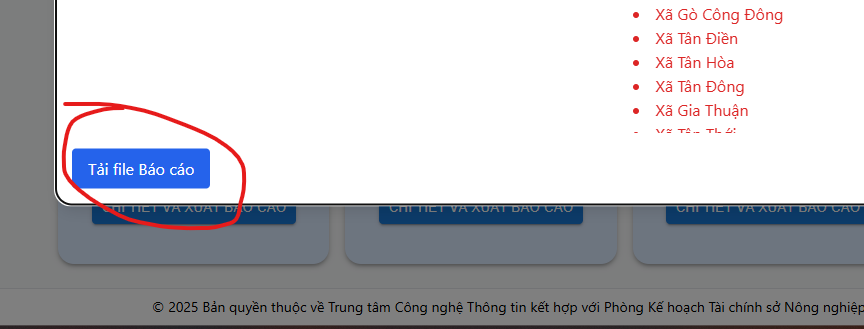 Xã Gò Công Đông
Xã Tân Điền
Xã Tân Hòa
Xã Tân Đông
Xã Gia Thuận
Xã Tân Thới
Tải file Báo cáo
CHI TIẾT VÀ XUẤT BÁO CÁO
CHI TIẾT VÀ XUẤT BÁO CÁO
CHI TIẾT VÀ XUẤT BÁO CÁO
© 2025 Bản quyền thuộc về Trung tâm Công nghệ Thông tin kết hợp với Phòng Kế hoạch Tài chính sở Nông nghiệp